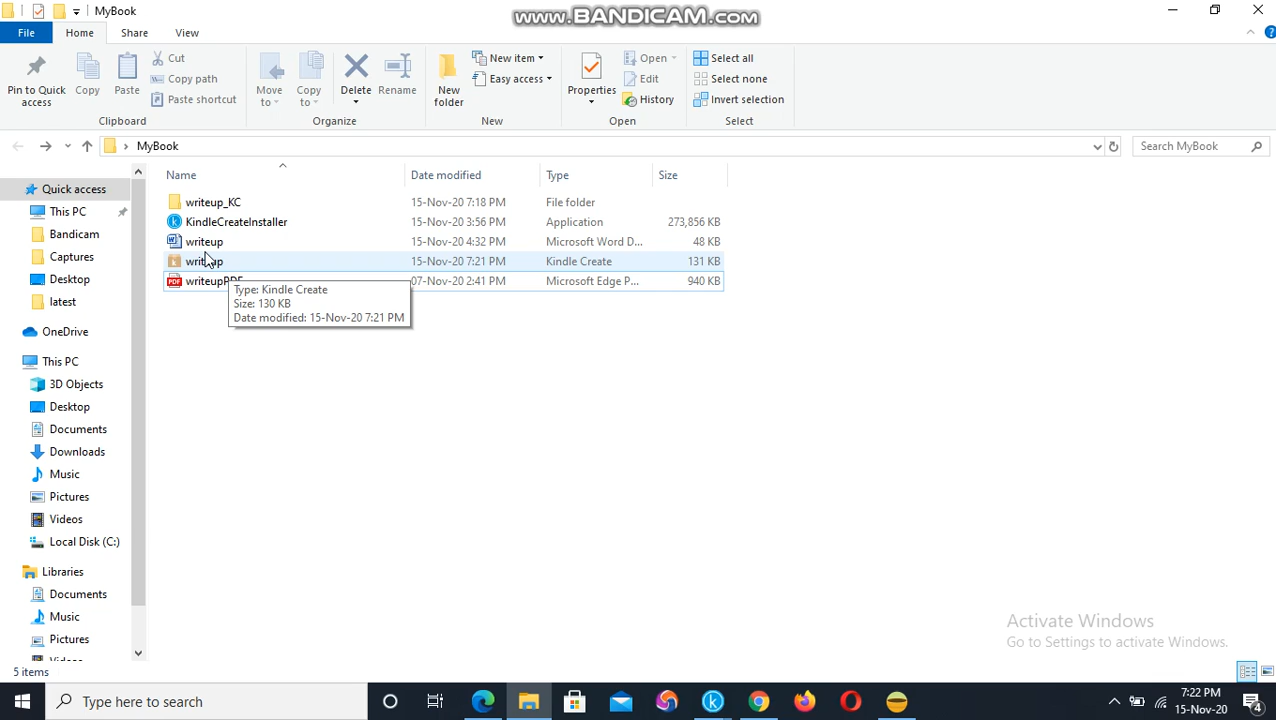 MyBook
www.BANDICAM.com
File Home Share View
Pin to Quick access
Copy
Paste
Cut
Copy path
Paste shortcut
Clipboard
Move to
Copy to
Delete
Rename
Organize
New folder
New item
Easy access
New
Properties
Open
Edit
History
Open
Select all
Select none
Invert selection
Select
MyBook
Search MyBook
Name Date modified Type Size
writeup_KC 15-Nov-20 7:18 PM File folder
KindleCreateInstaller 15-Nov-20 3:56 PM Application 273,856 KB
writeup 15-Nov-20 4:32 PM Microsoft Word D... 48 KB
writeup 15-Nov-20 7:21 PM Kindle Create 131 KB
writeupPDF 07-Nov-20 2:41 PM Microsoft Edge P... 940 KB
Type: Kindle Create
Size: 130 KB
Date modified: 15-Nov-20 7:21 PM
Quick access
This PC
Bandicam
Captures
Desktop
latest
OneDrive
This PC
3D Objects
Desktop
Documents
Downloads
Music
Pictures
Videos
Local Disk (C:)
Libraries
Documents
Music
Pictures
Videos
Activate Windows
Go to Settings to activate Windows.
5 items
Type here to search
7:22 PM
15-Nov-20
4